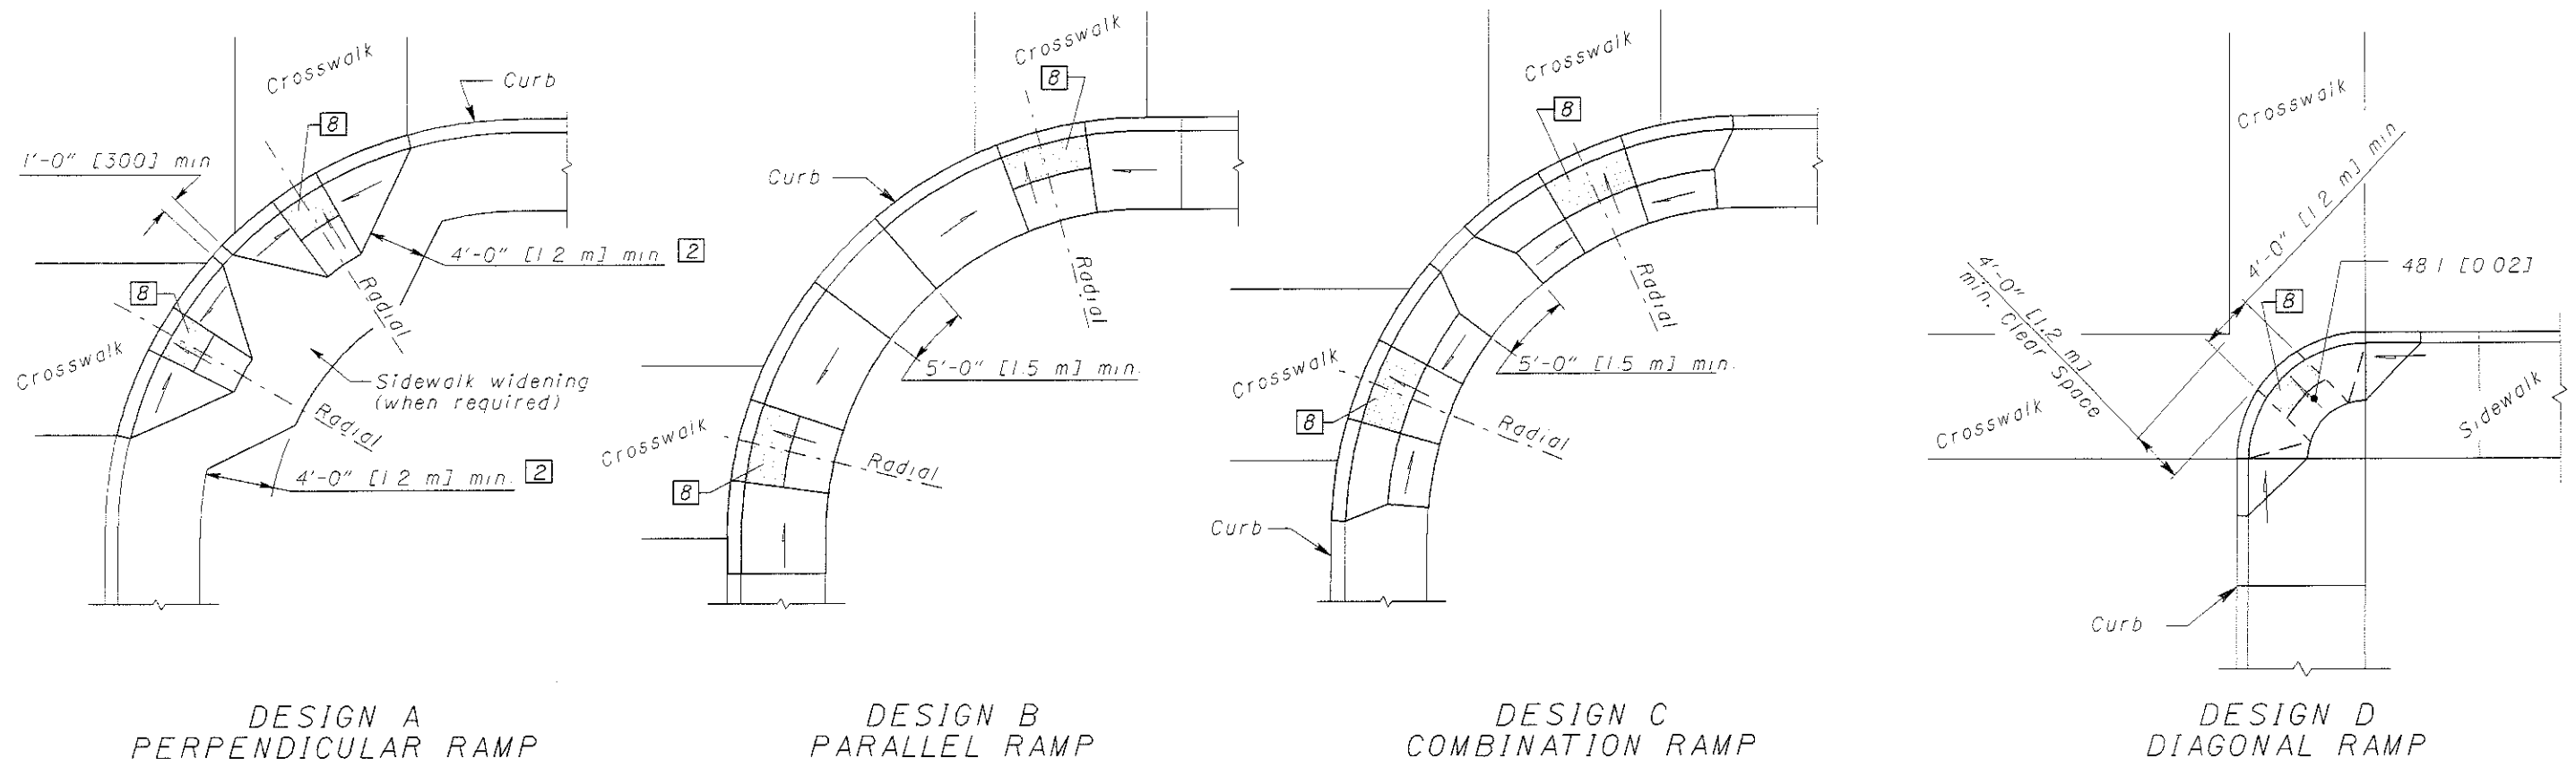 Crosswalk
Curb
8
1'-0" [300] min
4'-0" [1 2 m] min 2
8
Radial
Crosswalk
Sidewalk widening
(when required)
Radial
4'-0" [1 2 m] min. 2
DESIGN A
PERPENDICULAR RAMP
Crosswalk
8
Curb
Radial
5'-0" [1.5 m] min.
Crosswalk
Radial
8
DESIGN B
PARALLEL RAMP
Crosswalk
8
Radial
5'-0" [1.5 m] min.
Crosswalk
8
Radial
Curb
DESIGN C
COMBINATION RAMP
Crosswalk
4'-0" [1 2 m] min
48 1 [0 02]
8
4'-0" [1.2 m]
min. Clear Space
Crosswalk
Sidewalk
Curb
DESIGN D
DIAGONAL RAMP